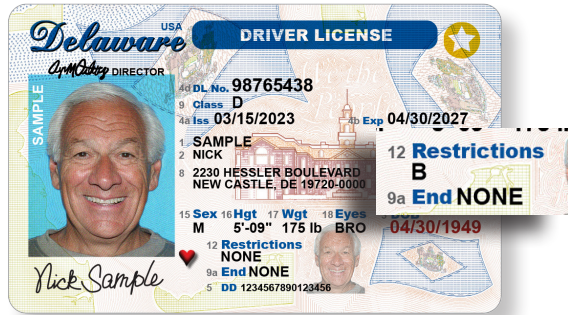 Delaware USA DRIVER LICENSE
DIRECTOR
SAMPLE
4d DL No. 98765438
9 Class D
4a Iss 03/15/2023 4b Exp 04/30/2027
1 SAMPLE
2 NICK
8 2230 HESSLER BOULEVARD
NEW CASTLE, DE 19720-0000
15 Sex 16 Hgt 17 Wgt 18 Eyes
M 5'-09" 175 lb BRO 04/30/1949
12 Restrictions
NONE
9a End NONE
5 DD 1234567890123456
Nick Sample
12 Restrictions
B
9a End NONE